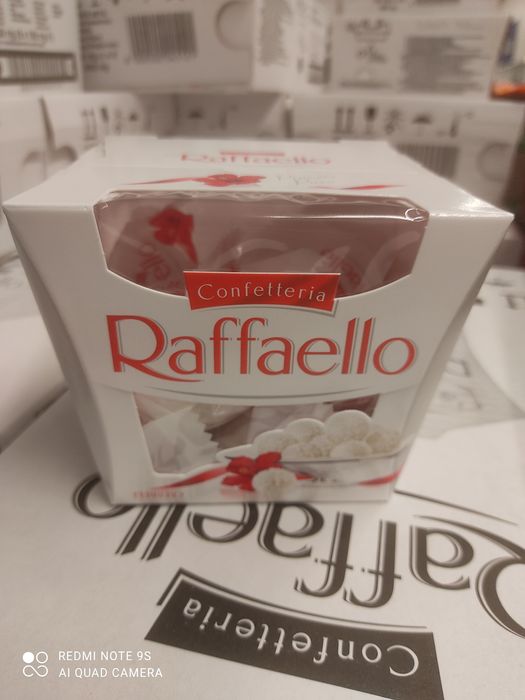 Raffaello
Confetteria
Raffaello
Raffaello
Confetteria
REDMI NOTE 9S
AI QUAD CAMERA